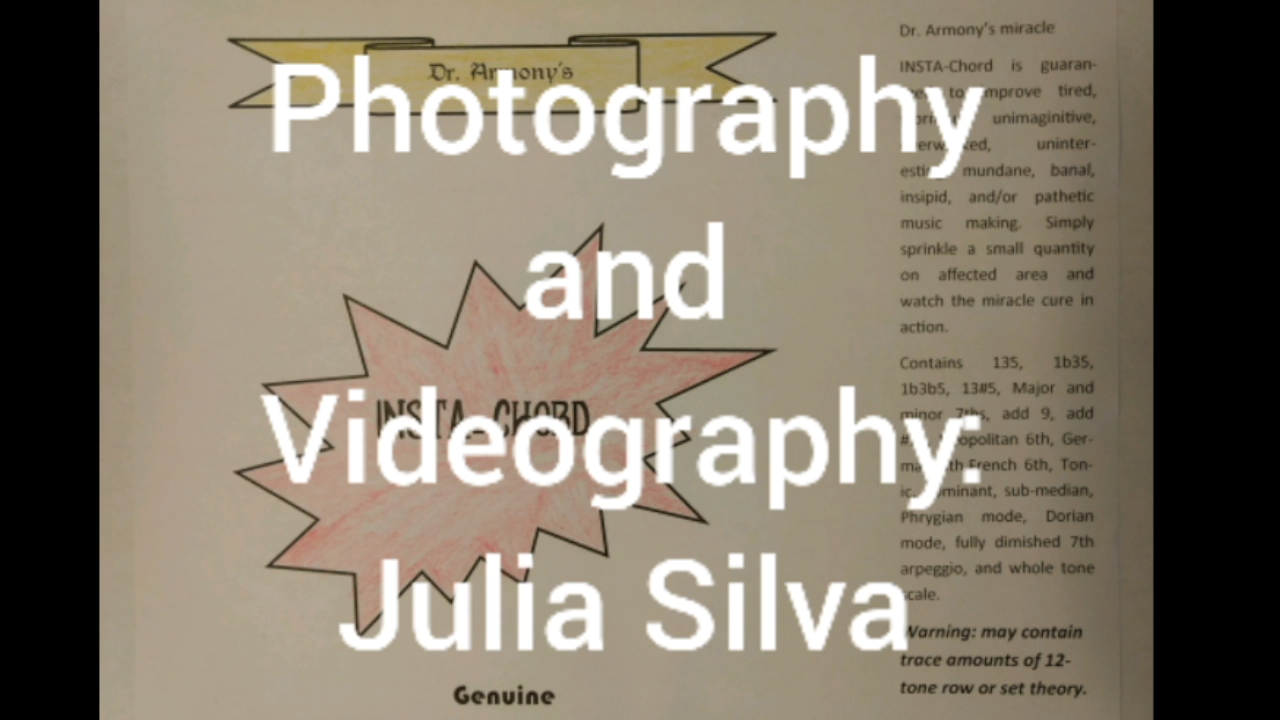 Dr. Armony's
Photography
and
Videography:
Julia Silva
INSTA-CHORD
Genuine
Dr. Armony's miracle
INSTA-Chord is guaran-
to improve tired,
unimaginitive,
uninter-
mundane, banal,
insipid, and/or pathetic
music making. Simply
sprinkle a small quantity
on affected area and
watch the miracle cure in
action.
Contains 135, 1b35,
1b3b5, 13#5, Major and
minor 7ths, add 9, add
6th, Ger-
French 6th, Ton-
sub-median,
Phrygian mode, Dorian
mode, fully dimished 7th
arpeggio, and whole tone
scale.
Warning: may contain
trace amounts of 12-
tone row or set theory.